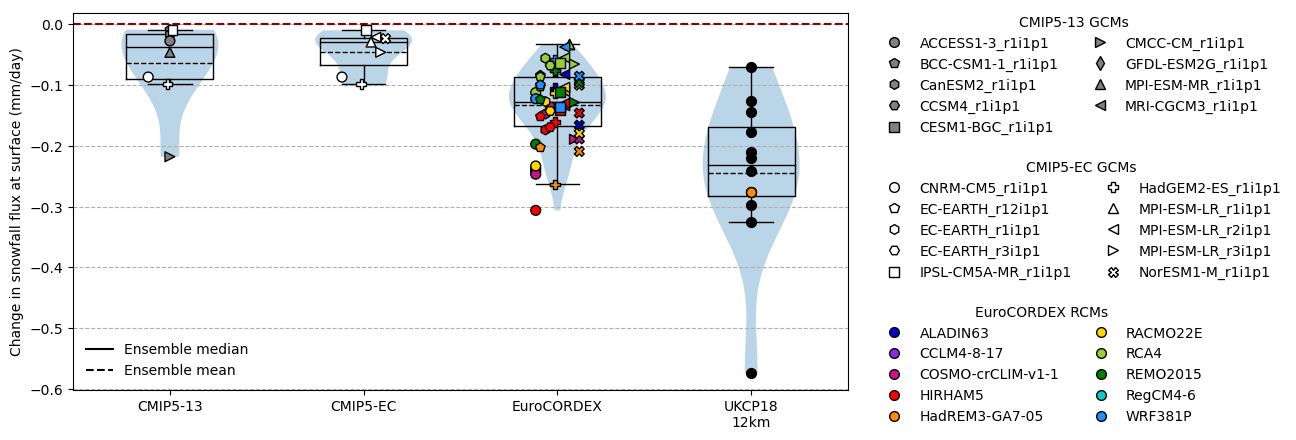 Change in snowfall flux at surface (mm/day)
0.0
−0.1
−0.2
−0.3
−0.4
−0.5
−0.6
Ensemble median
Ensemble mean
CMIP5-13
CMIP5-EC
EuroCORDEX
UKCP18
12km
CMIP5-13 GCMs
ACCESS1-3_r1i1p1
BCC-CSM1-1_r1i1p1
CanESM2_r1i1p1
CCSM4_r1i1p1
CESM1-BGC_r1i1p1
CMCC-CM_r1i1p1
GFDL-ESM2G_r1i1p1
MPI-ESM-MR_r1i1p1
MRI-CGCM3_r1i1p1
CMIP5-EC GCMs
CNRM-CM5_r1i1p1
EC-EARTH_r12i1p1
EC-EARTH_r1i1p1
EC-EARTH_r3i1p1
IPSL-CM5A-MR_r1i1p1
HadGEM2-ES_r1i1p1
MPI-ESM-LR_r1i1p1
MPI-ESM-LR_r2i1p1
MPI-ESM-LR_r3i1p1
NorESM1-M_r1i1p1
EuroCORDEX RCMs
ALADIN63
CCLM4-8-17
COSMO-crCLIM-v1-1
HIRHAM5
HadREM3-GA7-05
RACMO22E
RCA4
REMO2015
RegCM4-6
WRF381P